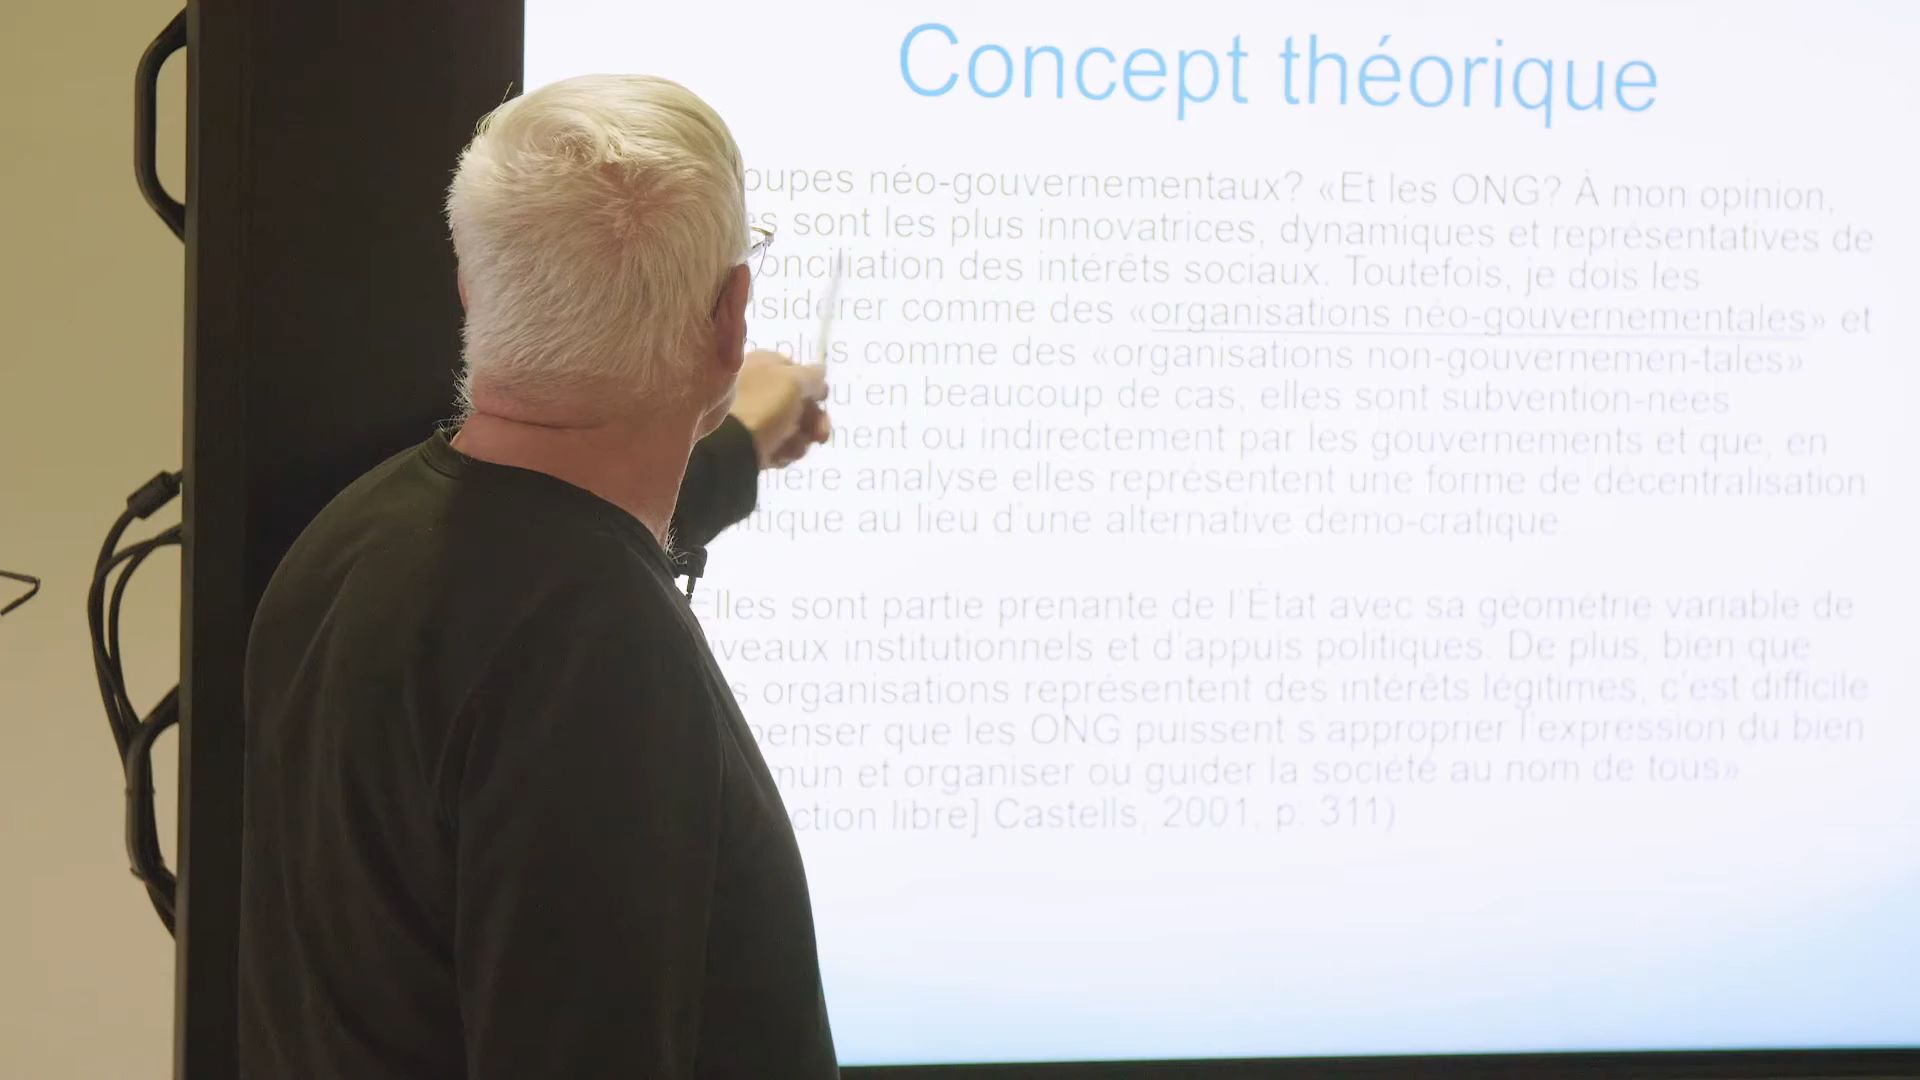 Concept théorique
oupes néo-gouvernementaux? «Et les ONG? À mon opinion,
es sont les plus innovatrices, dynamiques et représentatives de
onciliation des intérêts sociaux. Toutefois, je dois les
nsidérer comme des «organisations néo-gouvernementales» et
plus comme des «organisations non-gouvernemen-tales»
u en beaucoup de cas, elles sont subvention-nées
ment ou indirectement par les gouvernements et que, en
ière analyse elles représentent une forme de décentralisation
itique au lieu d'une alternative démo-cratique.
Elles sont partie prenante de l'État avec sa géométrie variable de
veaux institutionnels et d'appuis politiques. De plus, bien que
s organisations représentent des intérêts légitimes, c'est difficile
penser que les ONG puissent s'approprier l'expression du bien
mun et organiser ou guider la société au nom de tous»
ction libre] Castells, 2001, p. 311)